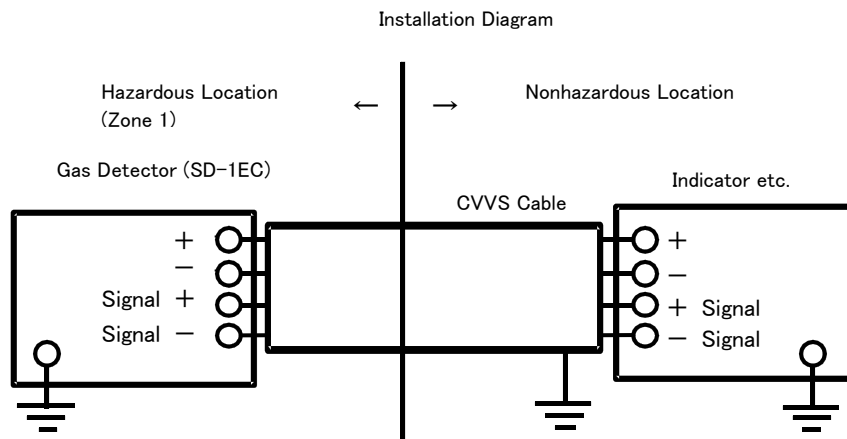 Installation Diagram
Hazardous Location
(Zone 1)
← →
Nonhazardous Location
Gas Detector (SD-1EC)
CVVS Cable
Indicator etc.
+
−
Signal +
Signal −
+
−
+ Signal
− Signal